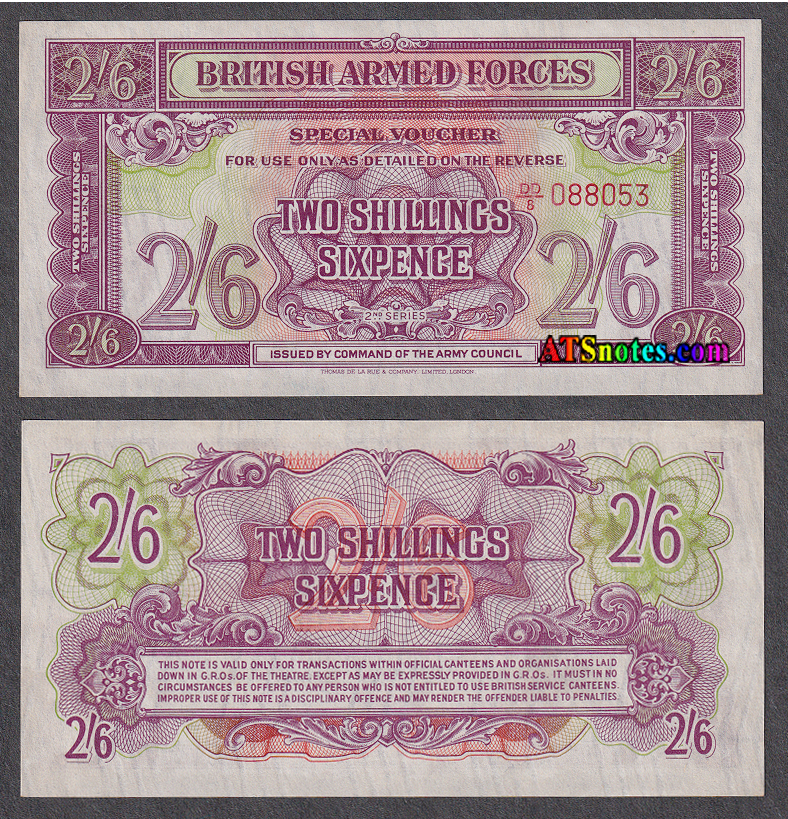 2/6 BRITISH ARMED FORCES 2/6
SPECIAL VOUCHER
FOR USE ONLY AS DETAILED ON THE REVERSE
DD/8 088053
TWO SHILLINGS
SIXPENCE
TWO SHILLINGS
SIXPENCE
TWO SHILLINGS
SIXPENCE
2/6 2/6
2ND SERIES
2/6 2/6
ISSUED BY COMMAND OF THE ARMY COUNCIL
ATSnotes.com
THOMAS DE LA RUE & COMPANY, LIMITED, LONDON.
2/6 2/6
2/6
TWO SHILLINGS
SIXPENCE
THIS NOTE IS VALID ONLY FOR TRANSACTIONS WITHIN OFFICIAL CANTEENS AND ORGANISATIONS LAID
DOWN IN G.R.Os. OF THE THEATRE. EXCEPT AS MAY BE EXPRESSLY PROVIDED IN G.R.Os. IT MUST IN NO
CIRCUMSTANCES BE OFFERED TO ANY PERSON WHO IS NOT ENTITLED TO USE BRITISH SERVICE CANTEENS.
IMPROPER USE OF THIS NOTE IS A DISCIPLINARY OFFENCE AND MAY RENDER THE OFFENDER LIABLE TO PENALTIES.
2/6 2/6